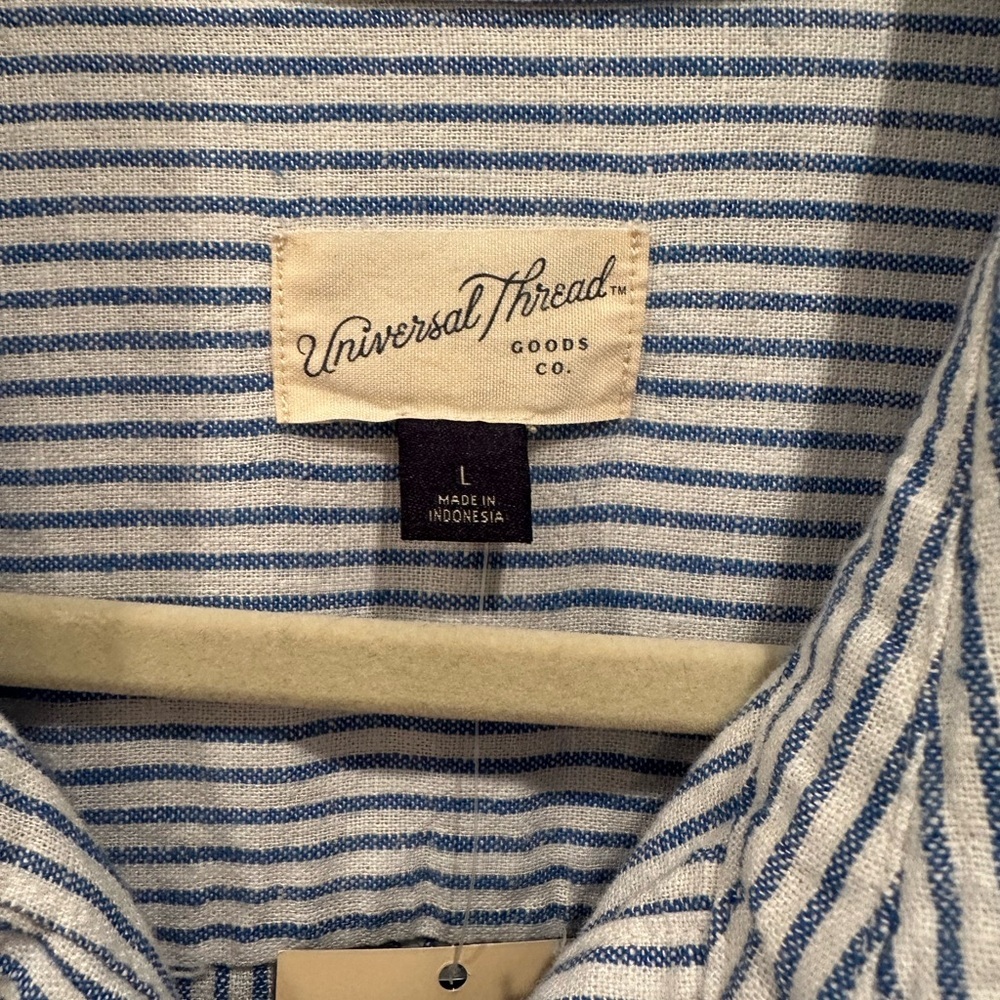 Universal Thread™
GOODS
CO.
L
MADE IN
INDONESIA